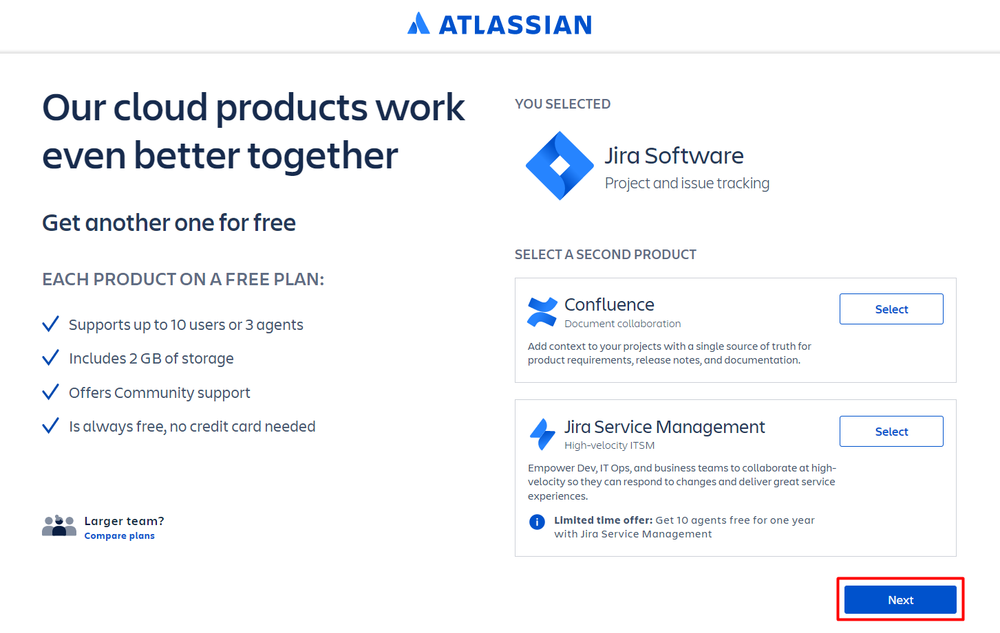 ATLASSIAN
Our cloud products work
even better together
Get another one for free
EACH PRODUCT ON A FREE PLAN:
Supports up to 10 users or 3 agents
Includes 2 GB of storage
Offers Community support
Is always free, no credit card needed
Larger team?
Compare plans
YOU SELECTED
Jira Software
Project and issue tracking
SELECT A SECOND PRODUCT
Confluence
Document collaboration
Select
Add context to your projects with a single source of truth for
product requirements, release notes, and documentation.
Jira Service Management
High-velocity ITSM
Select
Empower Dev, IT Ops, and business teams to collaborate at high-
velocity so they can respond to changes and deliver great service
experiences.
Limited time offer: Get 10 agents free for one year
with Jira Service Management
Next